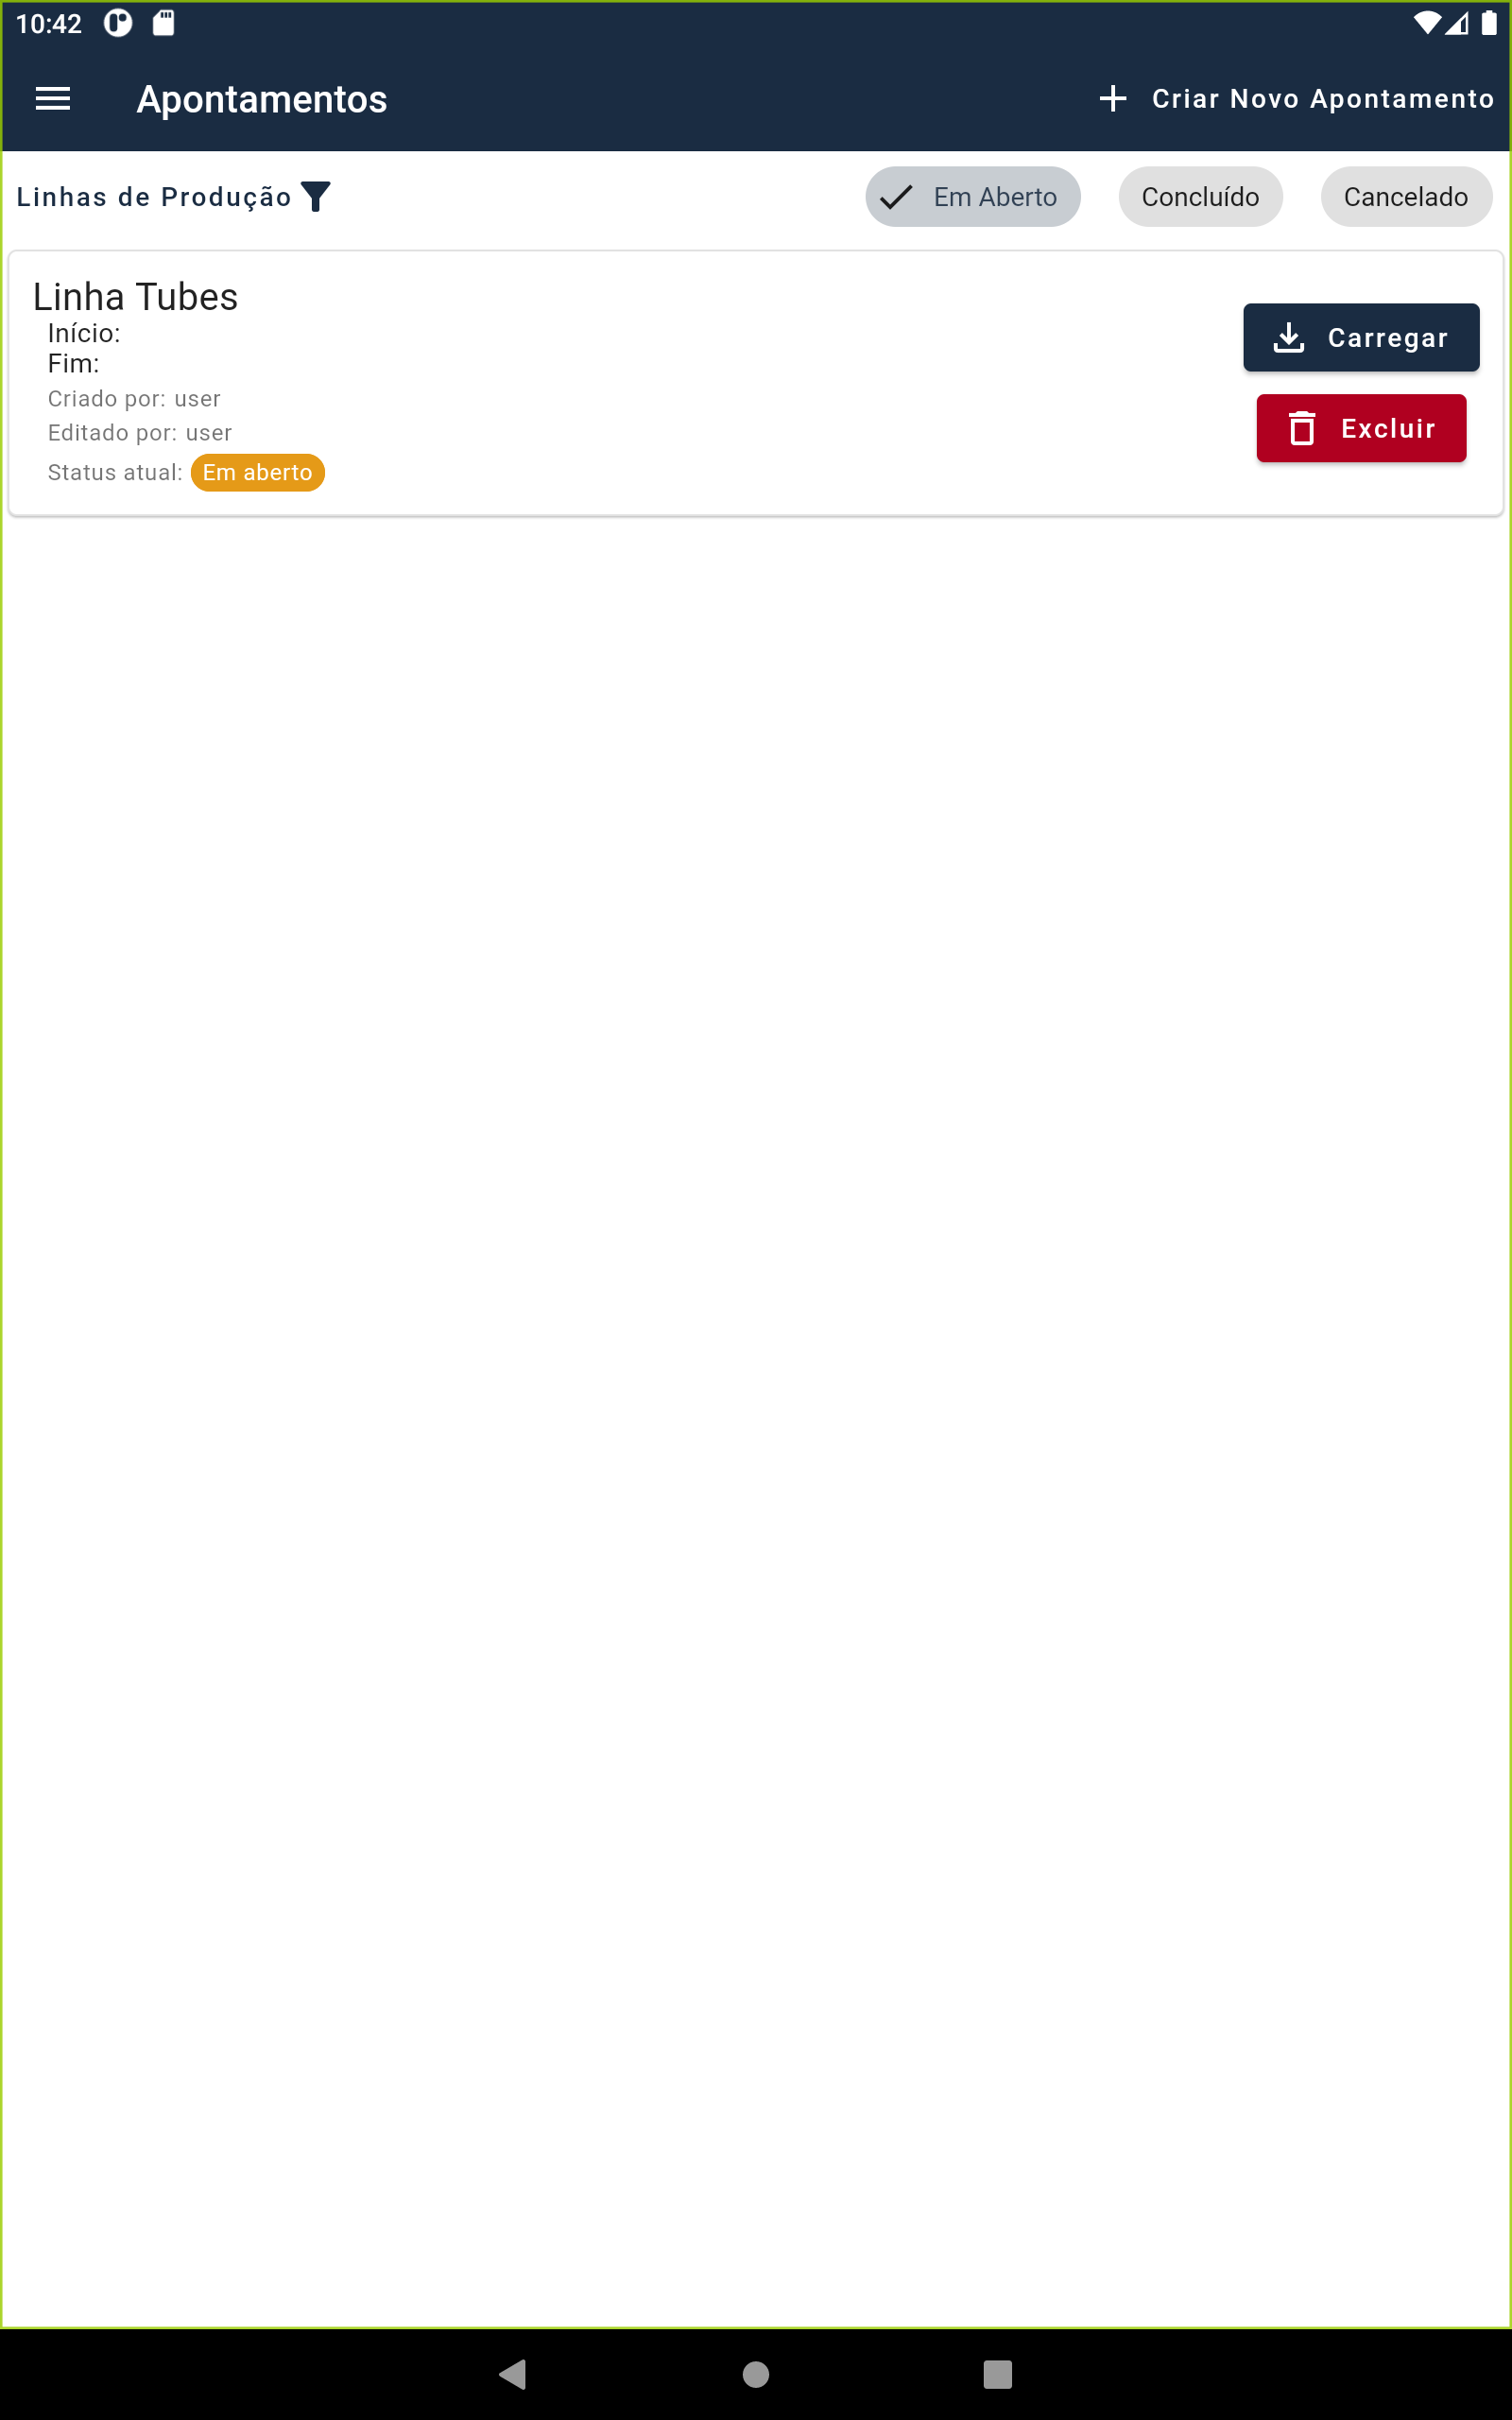 10:42
Apontamentos
Criar Novo Apontamento
Linhas de Produção
Em Aberto
Concluído
Cancelado
Linha Tubes
Início:
Fim:
Criado por: user
Editado por: user
Status atual: Em aberto
Carregar
Excluir